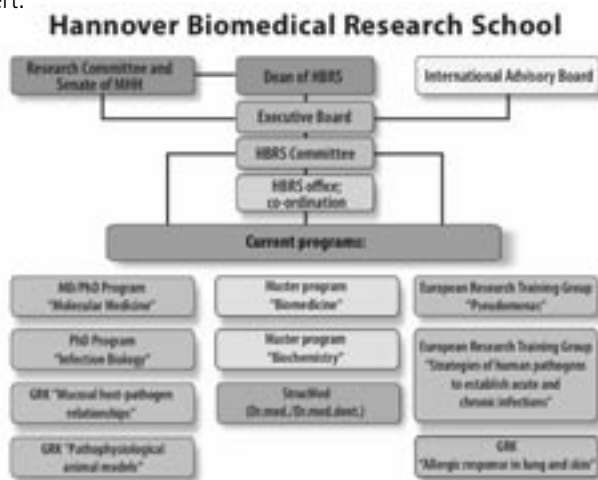 ert.
Hannover Biomedical Research School
Research Committee and
Senate of MHH
Dean of HBRS
International Advisory Board
Executive Board
HBRS Committee
HBRS office;
co-ordination
Current programs:
MD/PhD Program
"Molecular Medicine"
Master program
"Biomedicine"
European Research Training Group
"Pseudomonas"
PhD Program
"Infection Biology"
Master program
"Biochemistry"
European Research Training Group
"Strategies of human pathogens
to establish acute and
chronic infections"
GRK "Mucosal host-pathogen
relationships"
StrucMed
(Dr.med./Dr.med.dent.)
GRK "Pathophysiological
animal models"
GRK
"Allergic response in lung and skin"